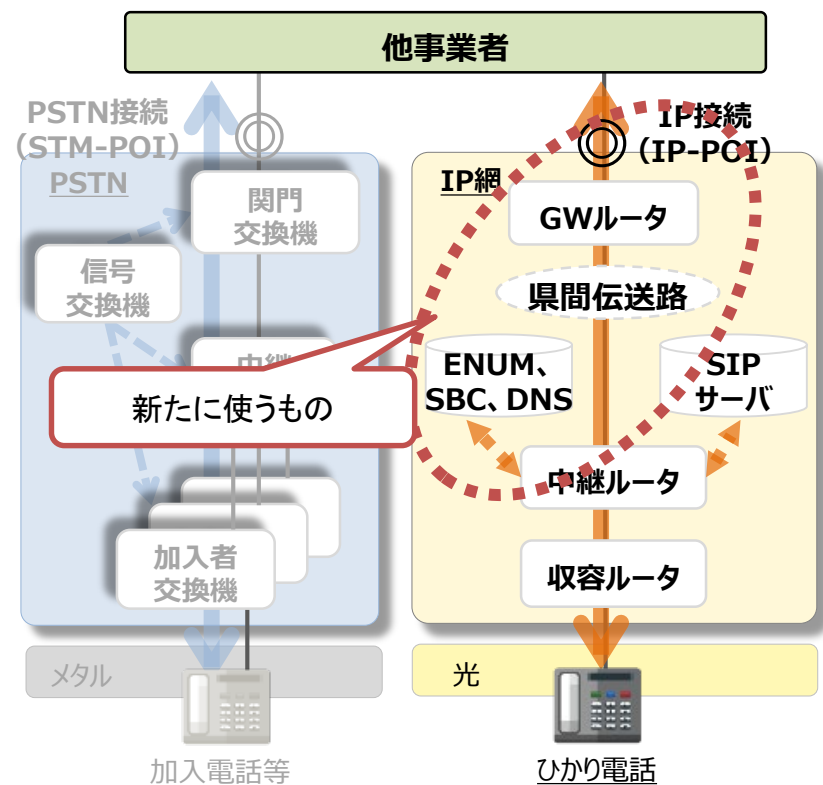 他事業者
PSTN接続
（STM-POI）
PSTN
関門
交換機
信号
交換機
中継
新たに使うもの
加入者
交換機
メタル
加入電話等
IP接続
（IP-POI）
IP網
GWルータ
県間伝送路
ENUM、
SBC、DNS
SIP
サーバ
中継ルータ
収容ルータ
光
ひかり電話